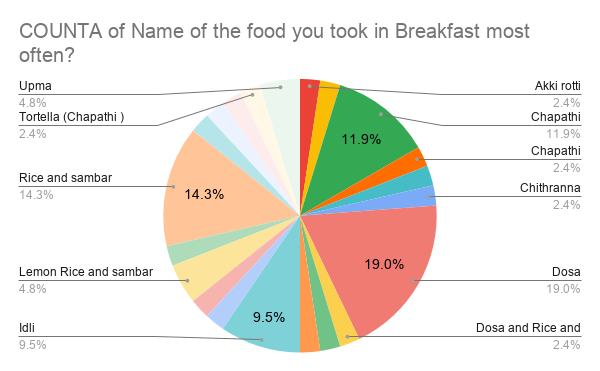 COUNTA of Name of the food you took in Breakfast most
often?
Upma
4.8%
Tortella (Chapathi )
2.4%
Rice and sambar
14.3%
Lemon Rice and sambar
4.8%
Idli
9.5%
Akki rotti
2.4%
Chapathi
11.9%
Chapathi
2.4%
Chithranna
2.4%
Dosa
19.0%
Dosa and Rice and
2.4%
11.9%
14.3%
19.0%
9.5%